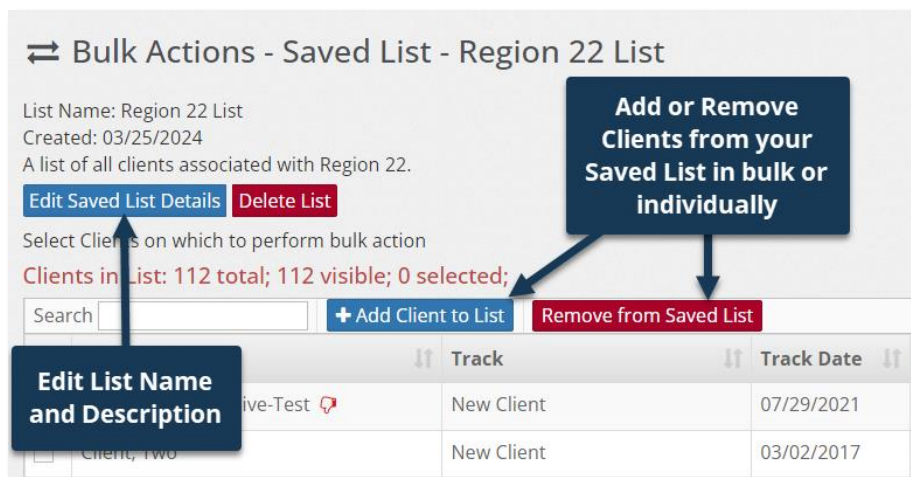 Bulk Actions - Saved List - Region 22 List
List Name: Region 22 List
Created: 03/25/2024
A list of all clients associated with Region 22.
Edit Saved List Details Delete List
Select Clients on which to perform bulk action
Clients in List: 112 total; 112 visible; 0 selected;
Add or Remove
Clients from your
Saved List in bulk or
individually
Search + Add Client to List Remove from Saved List
Track Track Date
Edit List Name
and Description
ive-Test New Client 07/29/2021
Client, Two New Client 03/02/2017